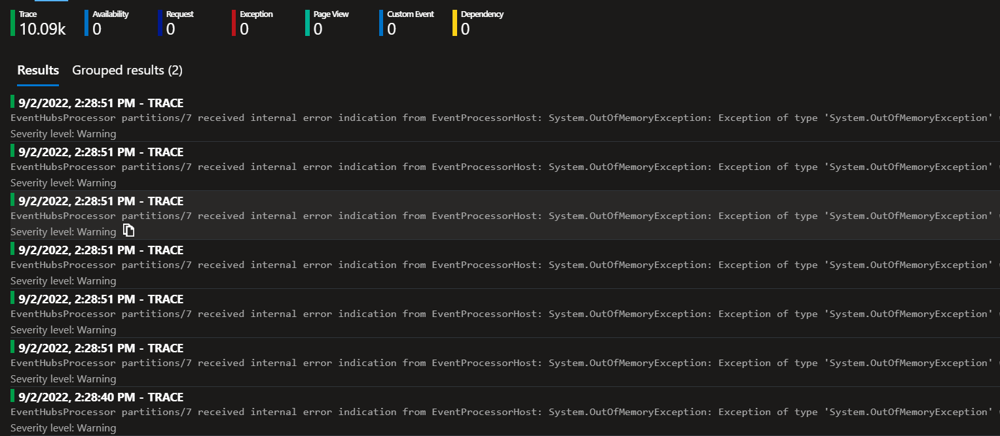 Trace Availability Request Exception Page View Custom Event Dependency
10.09k 0 0 0 0 0 0
Results Grouped results (2)
9/2/2022, 2:28:51 PM - TRACE
EventHubsProcessor partitions/7 received internal error indication from EventProcessorHost: System.OutOfMemoryException: Exception of type 'System.OutOfMemoryException'
Severity level: Warning
9/2/2022, 2:28:51 PM - TRACE
EventHubsProcessor partitions/7 received internal error indication from EventProcessorHost: System.OutOfMemoryException: Exception of type 'System.OutOfMemoryException'
Severity level: Warning
9/2/2022, 2:28:51 PM - TRACE
EventHubsProcessor partitions/7 received internal error indication from EventProcessorHost: System.OutOfMemoryException: Exception of type 'System.OutOfMemoryException'
Severity level: Warning
9/2/2022, 2:28:51 PM - TRACE
EventHubsProcessor partitions/7 received internal error indication from EventProcessorHost: System.OutOfMemoryException: Exception of type 'System.OutOfMemoryException'
Severity level: Warning
9/2/2022, 2:28:51 PM - TRACE
EventHubsProcessor partitions/7 received internal error indication from EventProcessorHost: System.OutOfMemoryException: Exception of type 'System.OutOfMemoryException'
Severity level: Warning
9/2/2022, 2:28:51 PM - TRACE
EventHubsProcessor partitions/7 received internal error indication from EventProcessorHost: System.OutOfMemoryException: Exception of type 'System.OutOfMemoryException'
Severity level: Warning
9/2/2022, 2:28:40 PM - TRACE
EventHubsProcessor partitions/7 received internal error indication from EventProcessorHost: System.OutOfMemoryException: Exception of type 'System.OutOfMemoryException'
Severity level: Warning